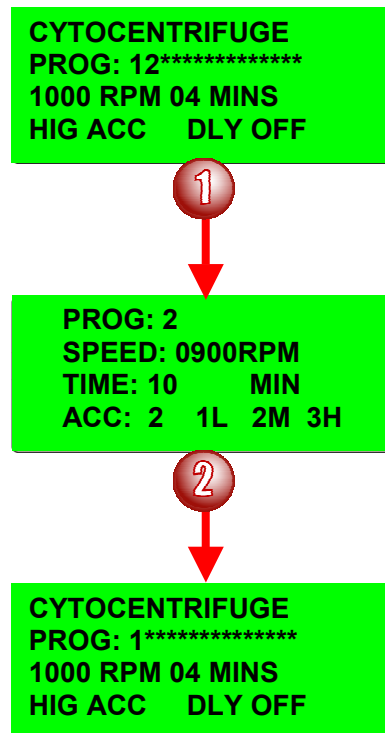 CYTOCENTRIFUGE
PROG: 12*************
1000 RPM 04 MINS
HIG ACC DLY OFF
1
PROG: 2
SPEED: 0900RPM
TIME: 10 MIN
ACC: 2 1L 2M 3H
2
CYTOCENTRIFUGE
PROG: 1**************
1000 RPM 04 MINS
HIG ACC DLY OFF